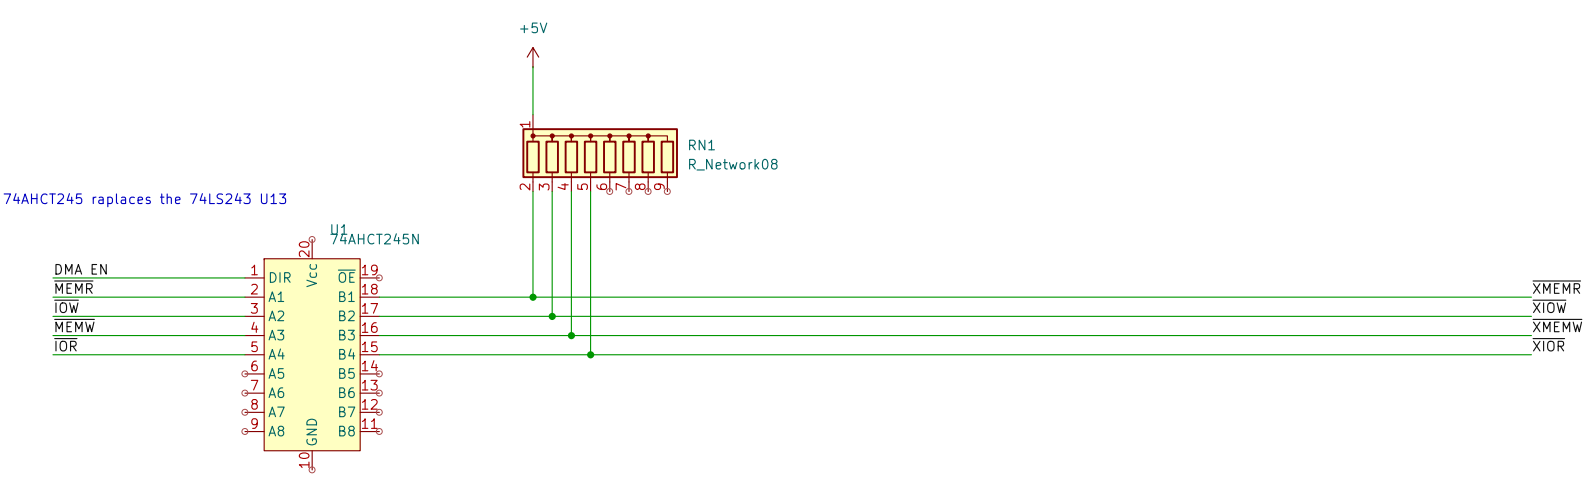 +5V
1
RN1
R_Network08
2 3 4 5 6 7 8 9
74AHCT245 raplaces the 74LS243 U13
U1
74AHCT245N
20
DMA EN 1 DIR Vcc OE 19
MEMR 2 A1 B1 18 XMEMR
IOW 3 A2 B2 17 XIOW
MEMW 4 A3 B3 16 XMEMW
IOR 5 A4 B4 15 XIOR
6 A5 B5 14
7 A6 B6 13
8 A7 B7 12
9 A8 GND B8 11
10